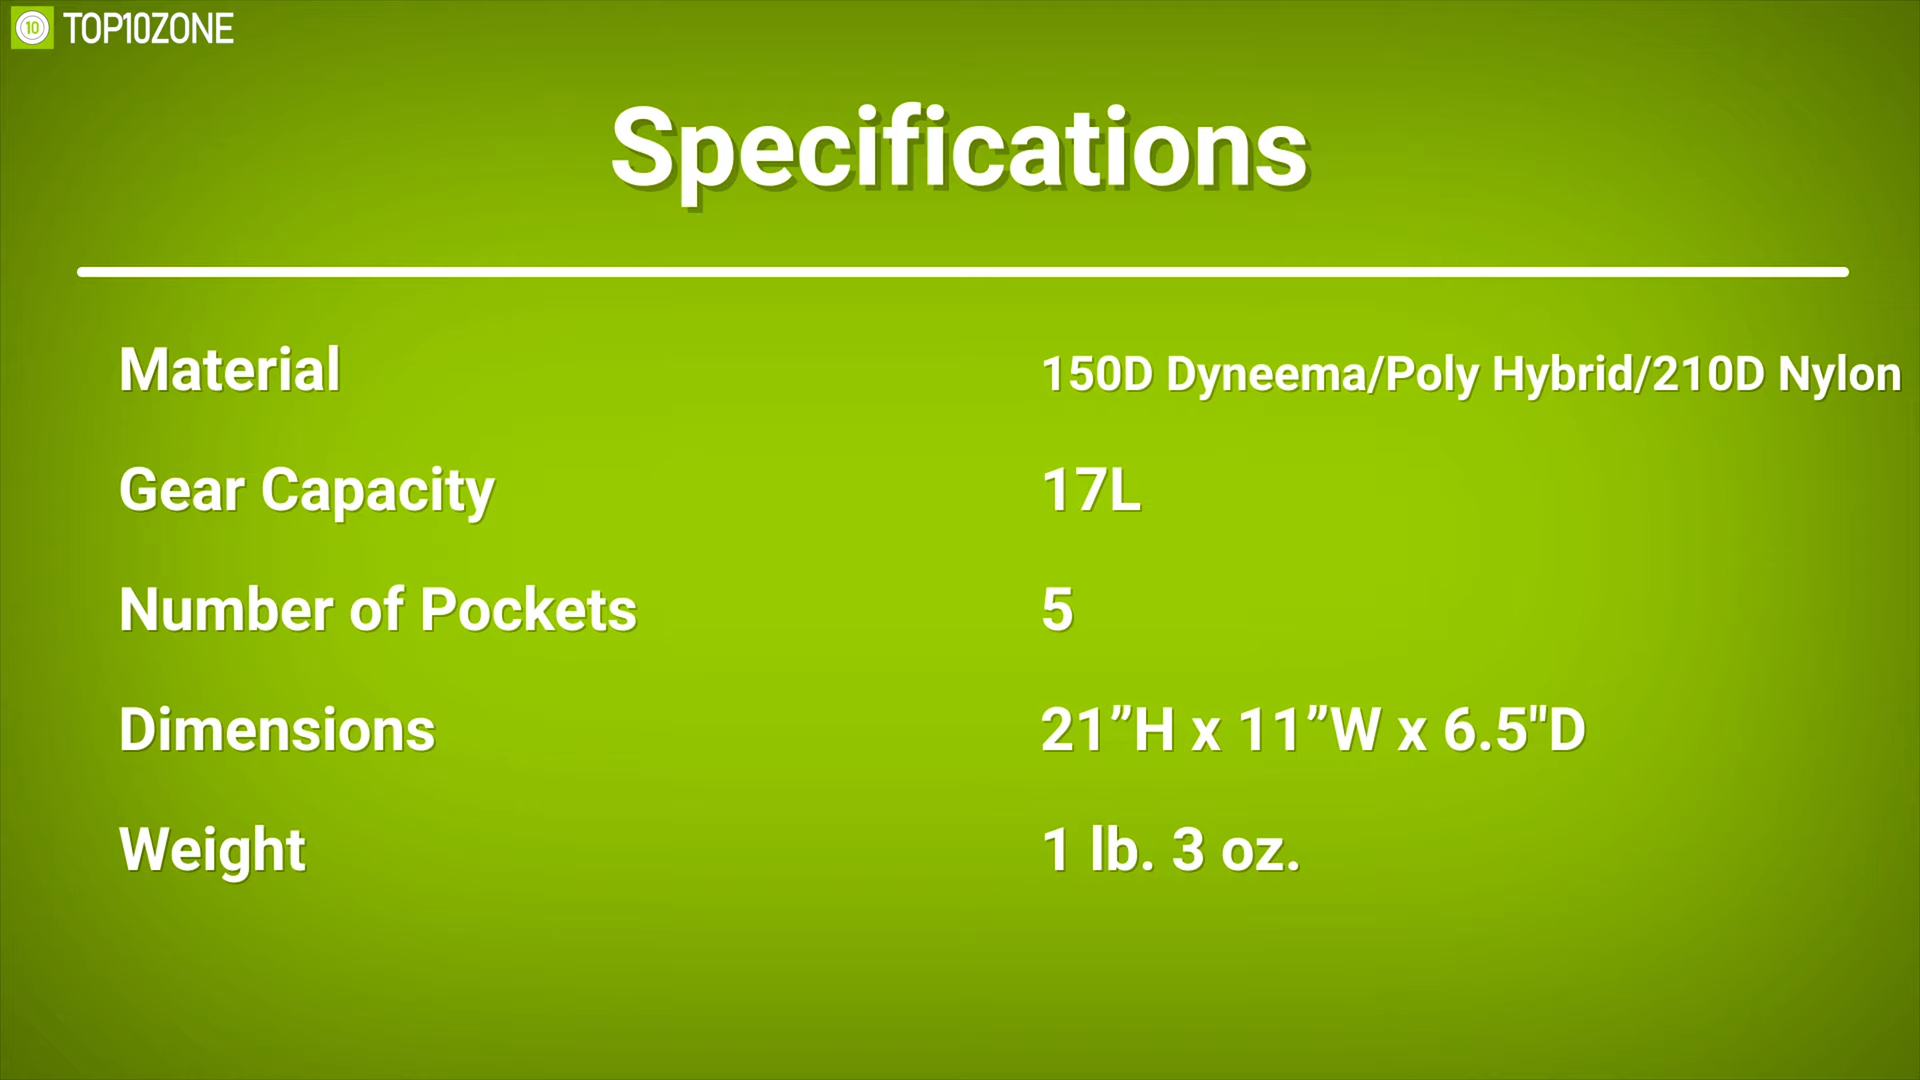 10 TOP10ZONE
Specifications
Material 150D Dyneema/Poly Hybrid/210D Nylon
Gear Capacity 17L
Number of Pockets 5
Dimensions 21”H x 11”W x 6.5"D
Weight 1 lb. 3 oz.